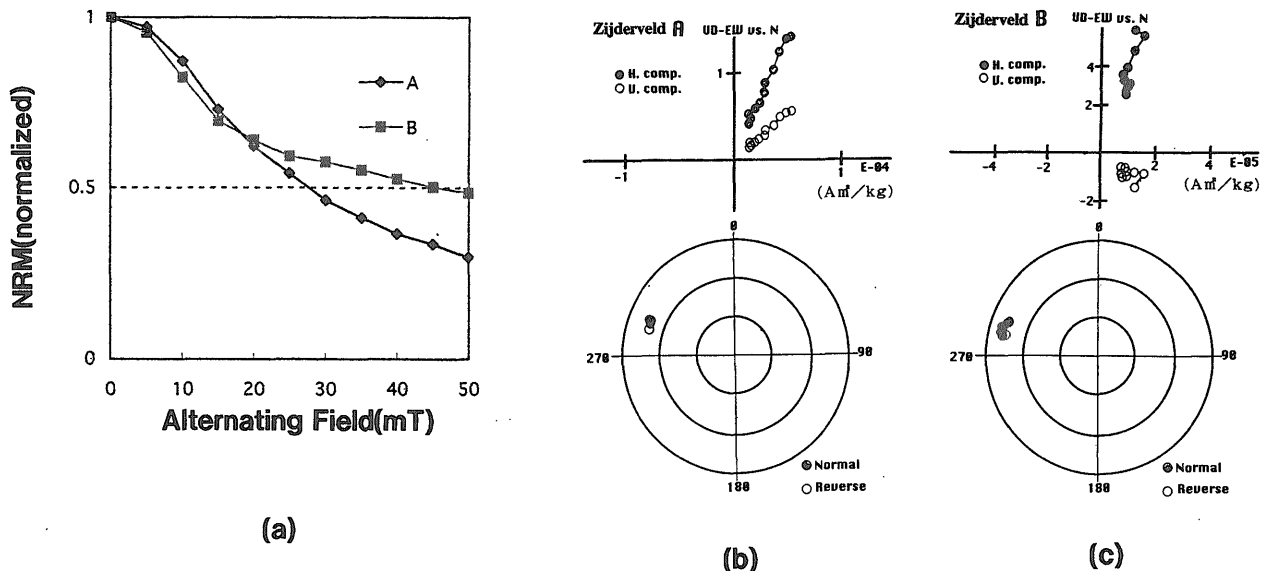 NRM(normalized)
1
0.5
0
A
B
0 10 20 30 40 50
Alternating Field(mT)
(a)
Zijderveld A UD-EW vs. N
H. comp.
V. comp.
1
-1
1
E-04
(Am²/kg)
0
270
90
180
Normal
Reverse
(b)
Zijderveld B UD-EW vs. N
H. comp.
V. comp.
4
2
-4 -2 2 4 E-05
(Am²/kg)
-2
0
270
90
180
Normal
Reverse
(c)